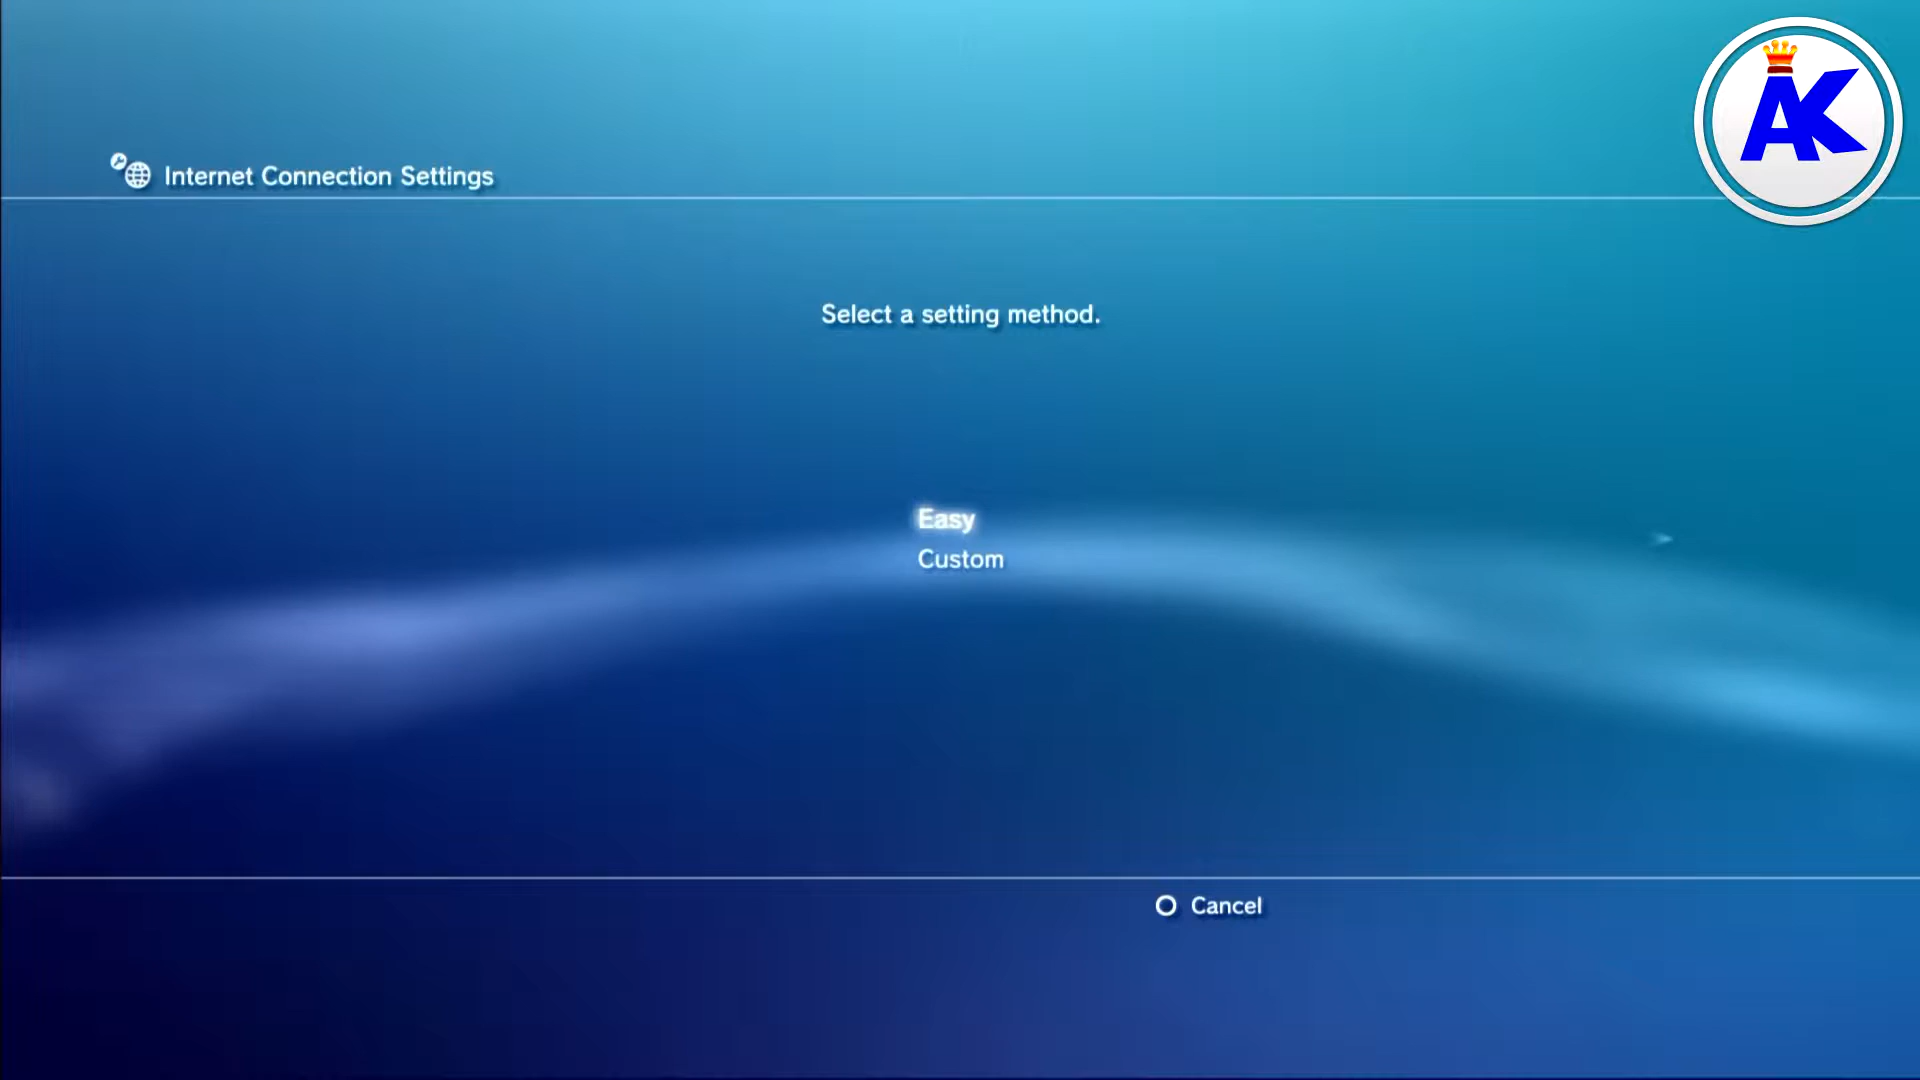 AK
Internet Connection Settings
Select a setting method.
Easy
Custom
Cancel